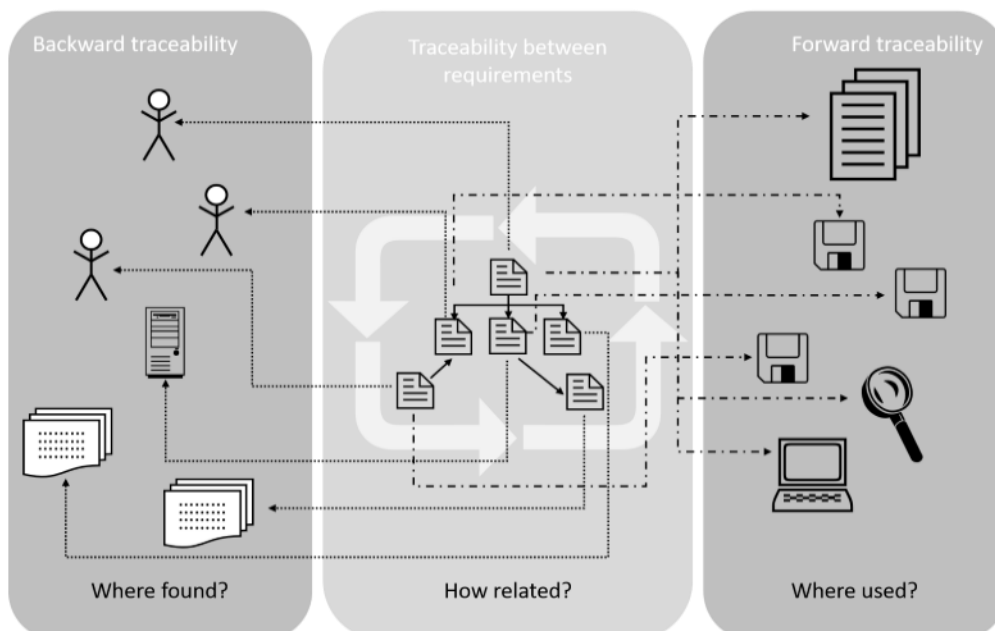 Backward traceability
Traceability between
requirements
Forward traceability
Where found?
How related?
Where used?